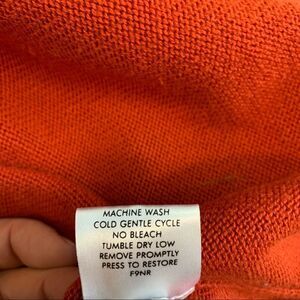 MACHINE WASH
COLD GENTLE CYCLE
NO BLEACH
TUMBLE DRY LOW
REMOVE PROMPTLY
PRESS TO RESTORE
F9NR